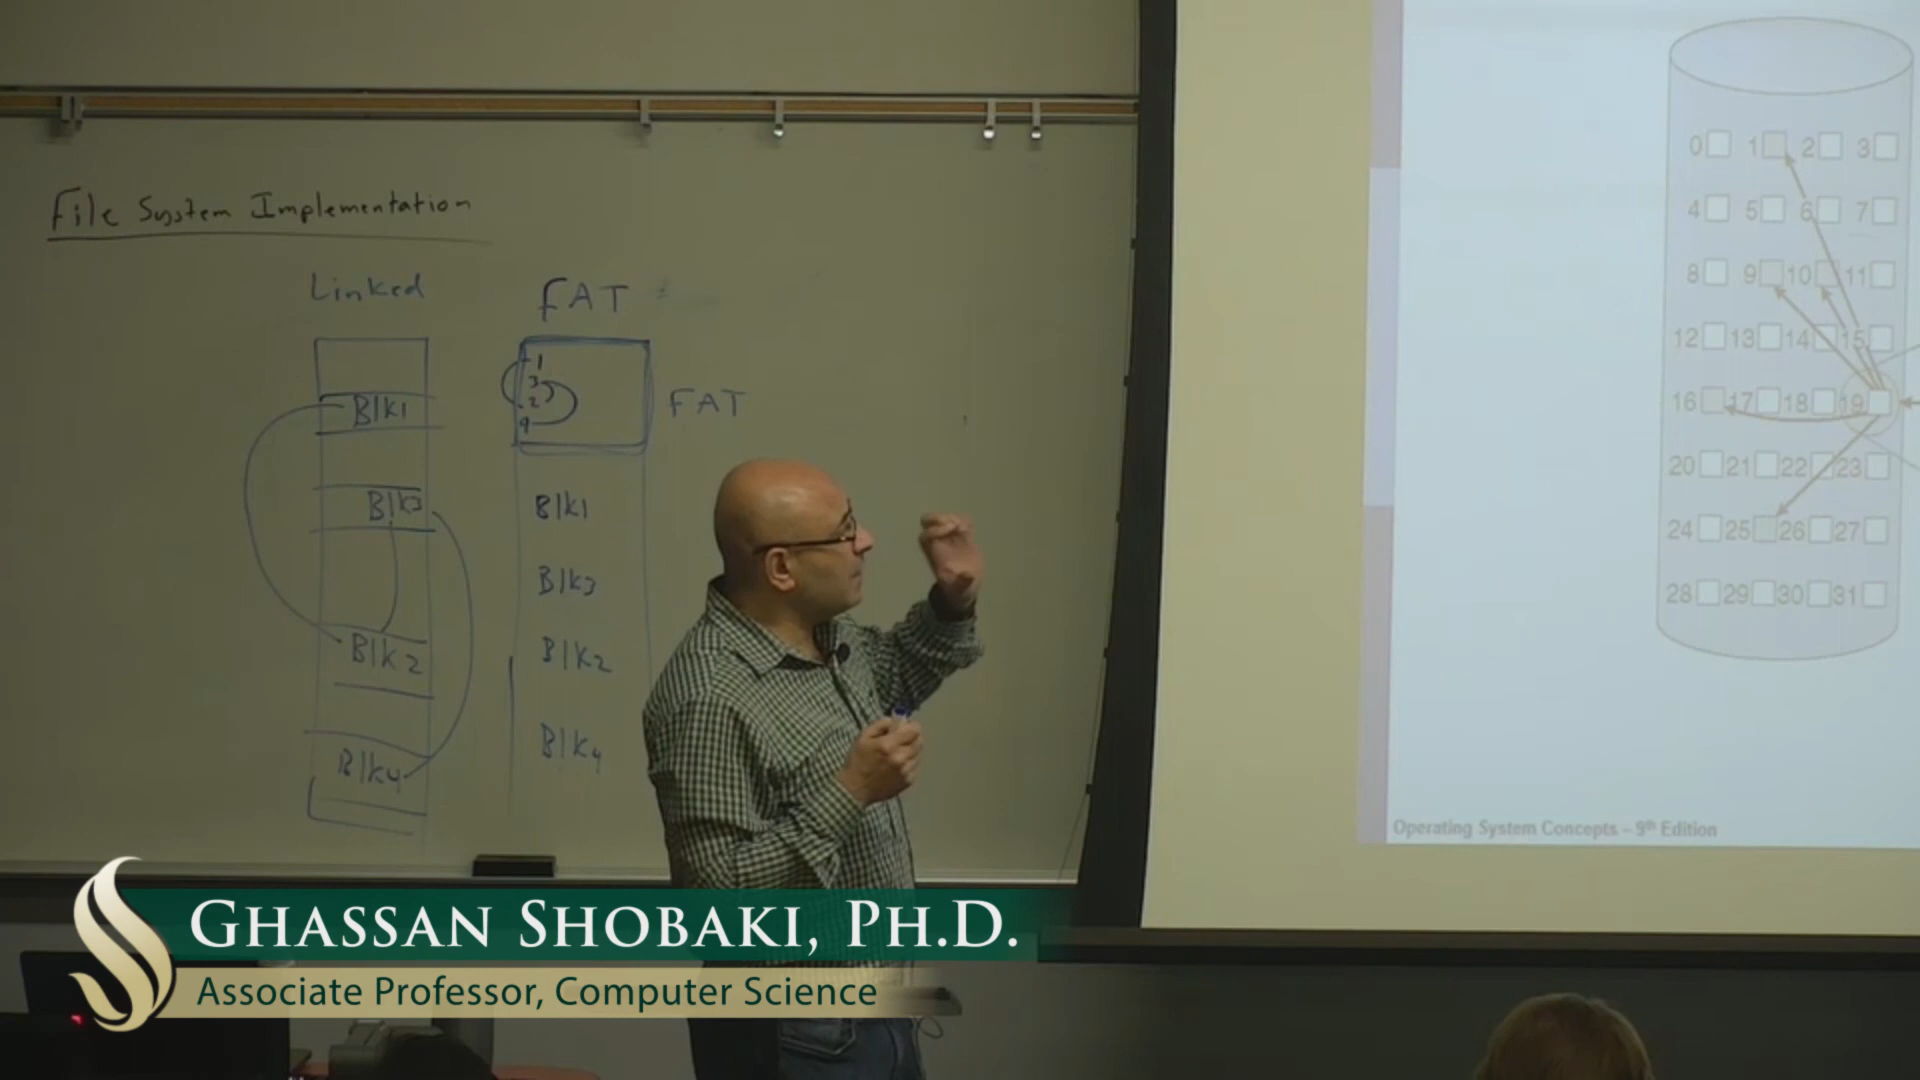 File System Implementation
Linked
FAT
1
3
2
4
FAT
Blk1
Blk3
Blk2
Blk4
Blk1
Blk3
Blk2
Blk4
0 1 2 3
4 5 6 7
8 9 10 11
12 13 14 15
16 17 18 19
20 21 22 23
24 25 26 27
28 29 30 31
Operating System Concepts – 9th Edition
GHASSAN SHOBAKI, PH.D.
Associate Professor, Computer Science